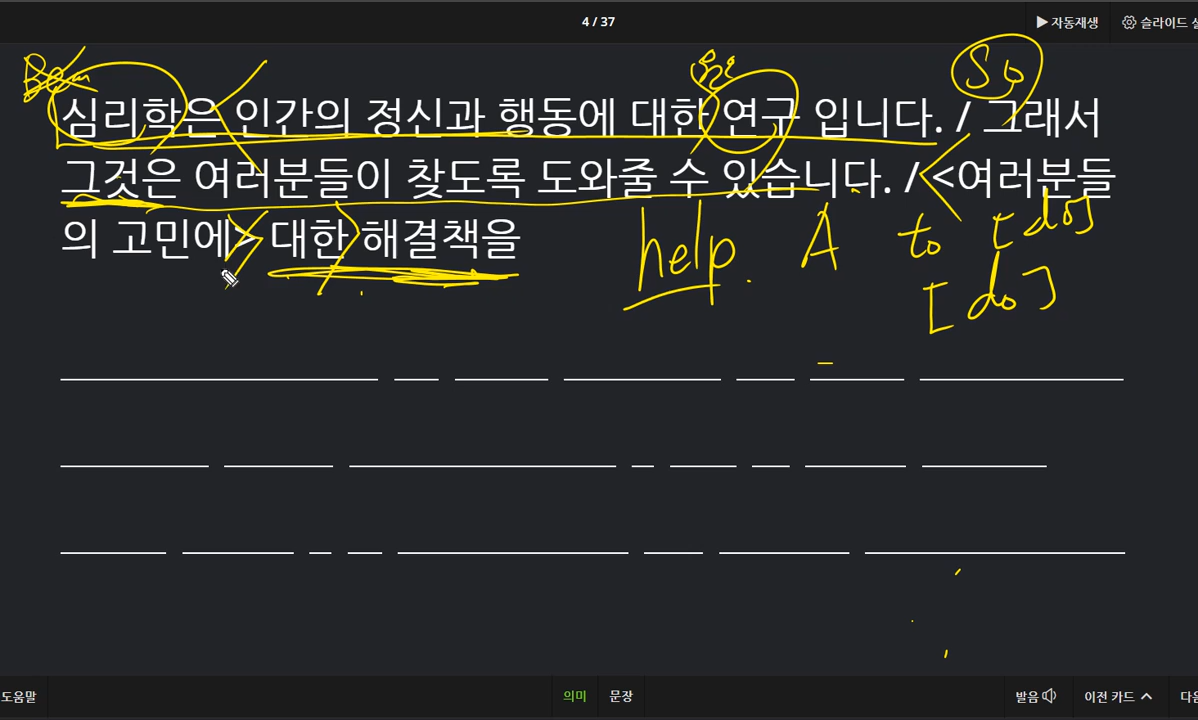 4 / 37
▶ 자동재생
슬라이드
So
심리학은 인간의 정신과 행동에 대한 연구 입니다. / 그래서
그것은 여러분들이 찾도록 도와줄 수 있습니다. / <여러분들
의 고민에> 대한 해결책을
help A to [do]
[do]
도움말
의미
문장
발음
이전 카드